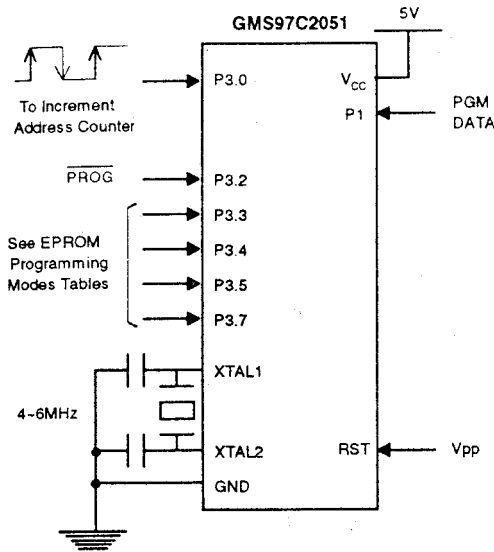 GMS97C2051
5V
P3.0
VCC
To Increment
Address Counter
P1
PGM
DATA
PROG
P3.2
P3.3
See EPROM
Programming
Modes Tables
P3.4
P3.5
P3.7
XTAL1
4~6MHz
XTAL2
RST
Vpp
GND